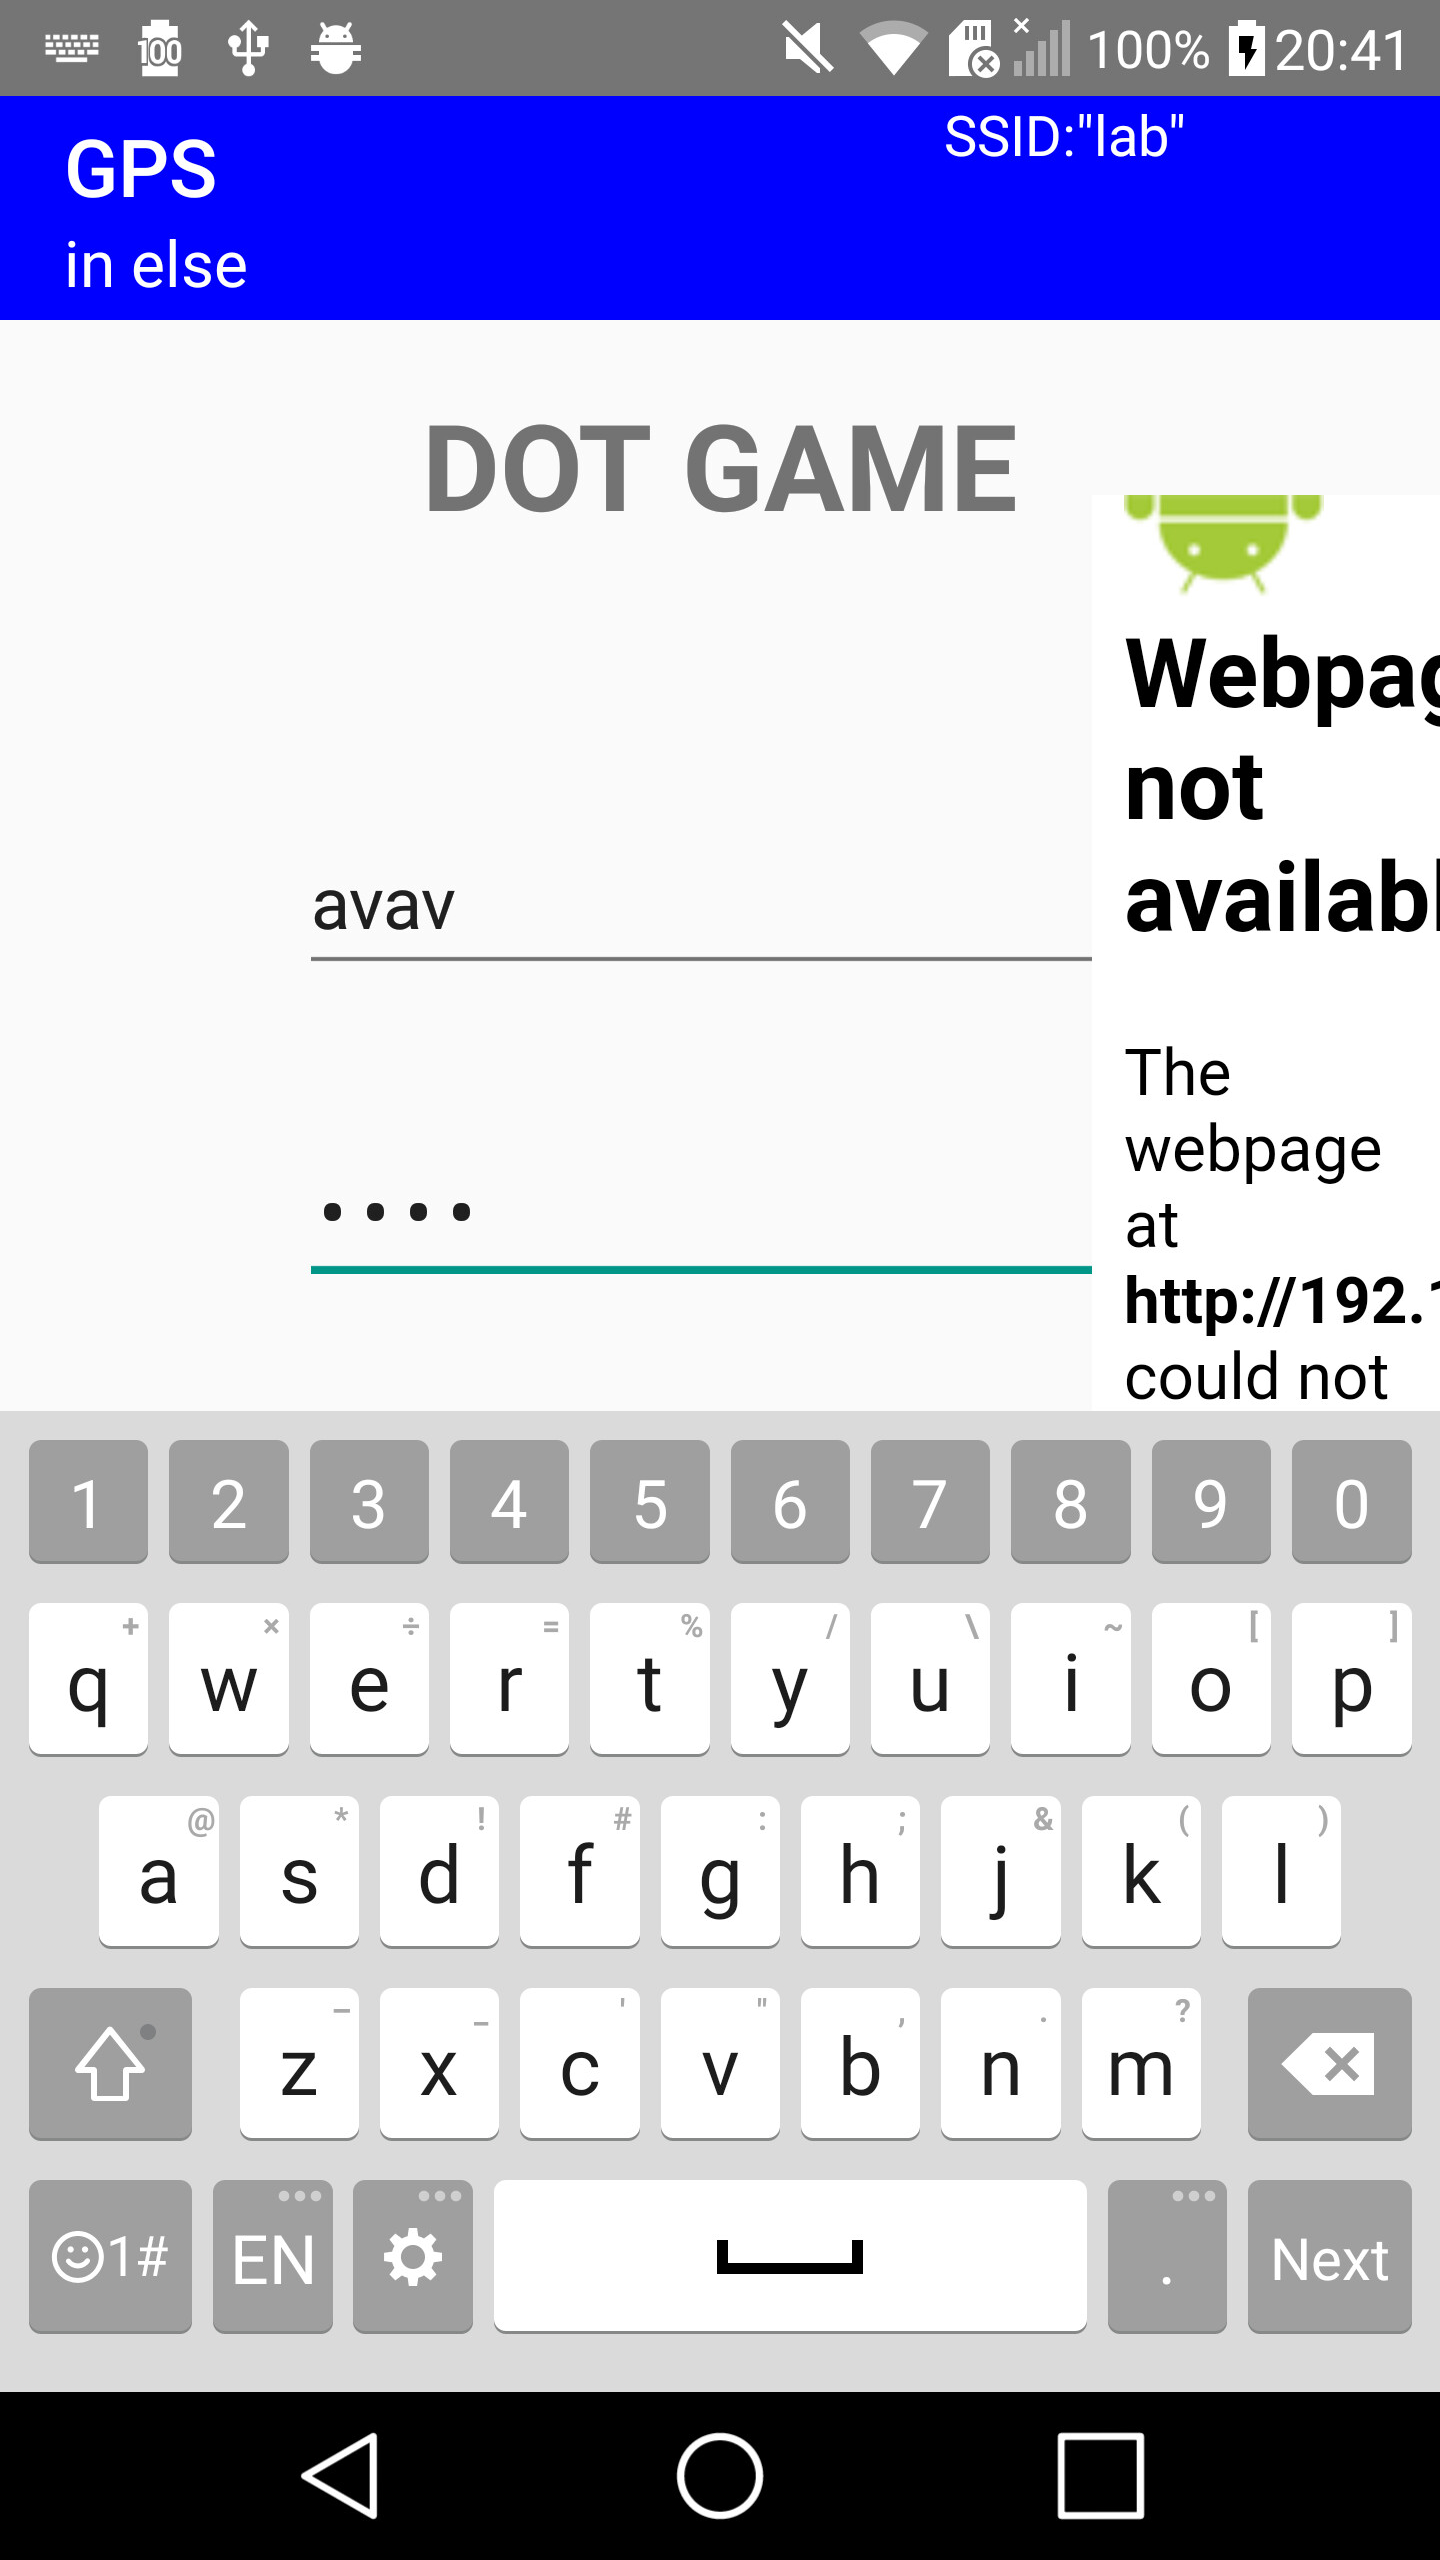 100 100% 20:41
SSID:"lab"
GPS
in else
DOT GAME
Webpag
not
availabl
avav
The
webpage
at
http://192.1
could not
1 2 3 4 5 6 7 8 9 0
+ × ÷ = % / \ ~ [ ]
q w e r t y u i o p
@ * ! # : ; & ( )
a s d f g h j k l
– _ ' " , . ?
z x c v b n m
1# EN . Next